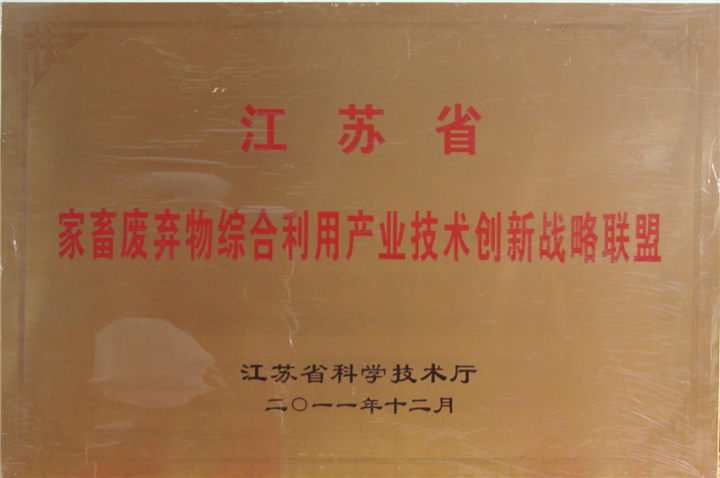 江苏省
家畜废弃物综合利用产业技术创新战略联盟
江苏省科学技术厅
二〇一一年十二月